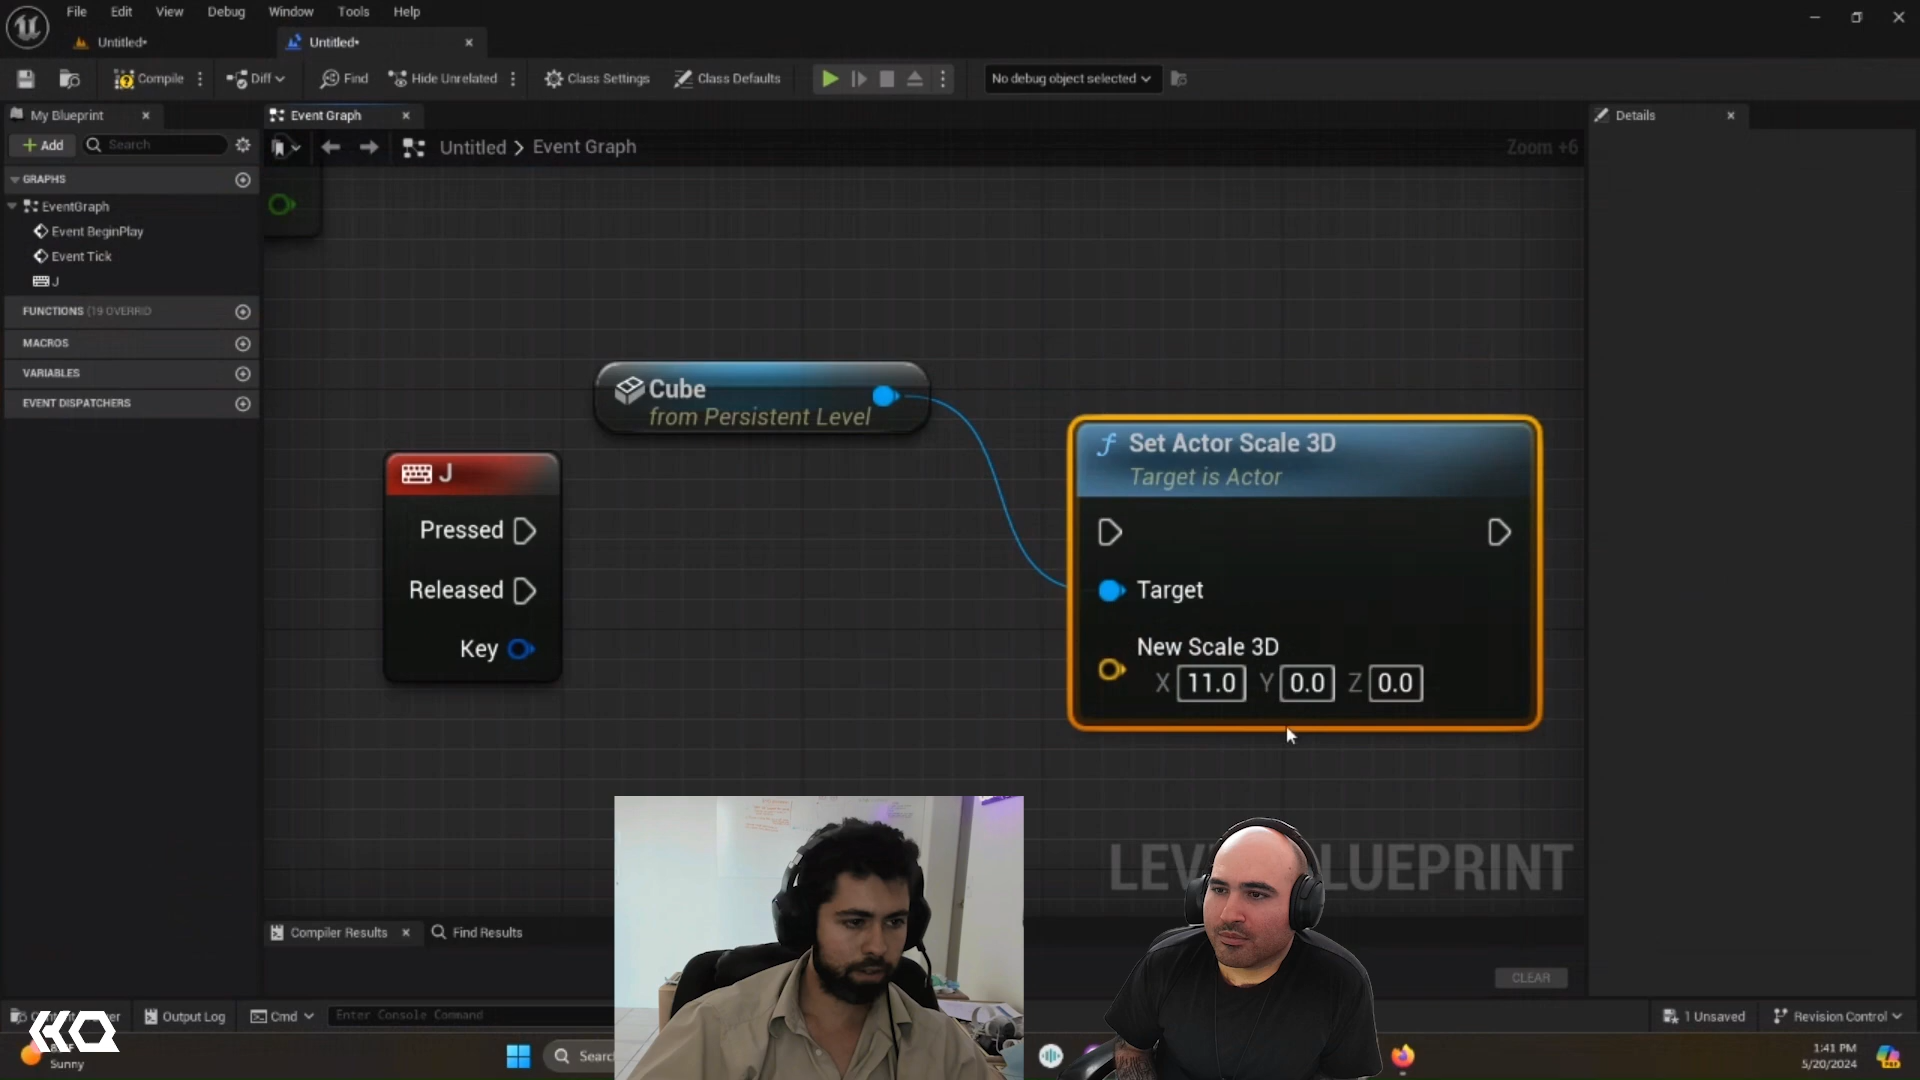 File Edit View Debug Window Tools Help
Untitled* Untitled*
Compile Diff Find Hide Unrelated Class Settings Class Defaults No debug object selected
My Blueprint Event Graph Details
Add Search Untitled > Event Graph Zoom +6
GRAPHS
EventGraph
Event BeginPlay
Event Tick
J
FUNCTIONS (19 OVERRID
MACROS
VARIABLES
EVENT DISPATCHERS
Cube
from Persistent Level
J
Pressed
Released
Key
Set Actor Scale 3D
Target is Actor
Target
New Scale 3D
X 11.0 Y 0.0 Z 0.0
Compiler Results Find Results
CLEAR
Output Log Cmd Enter Console Command 1 Unsaved Revision Control
Sunny
1:41 PM
5/20/2024